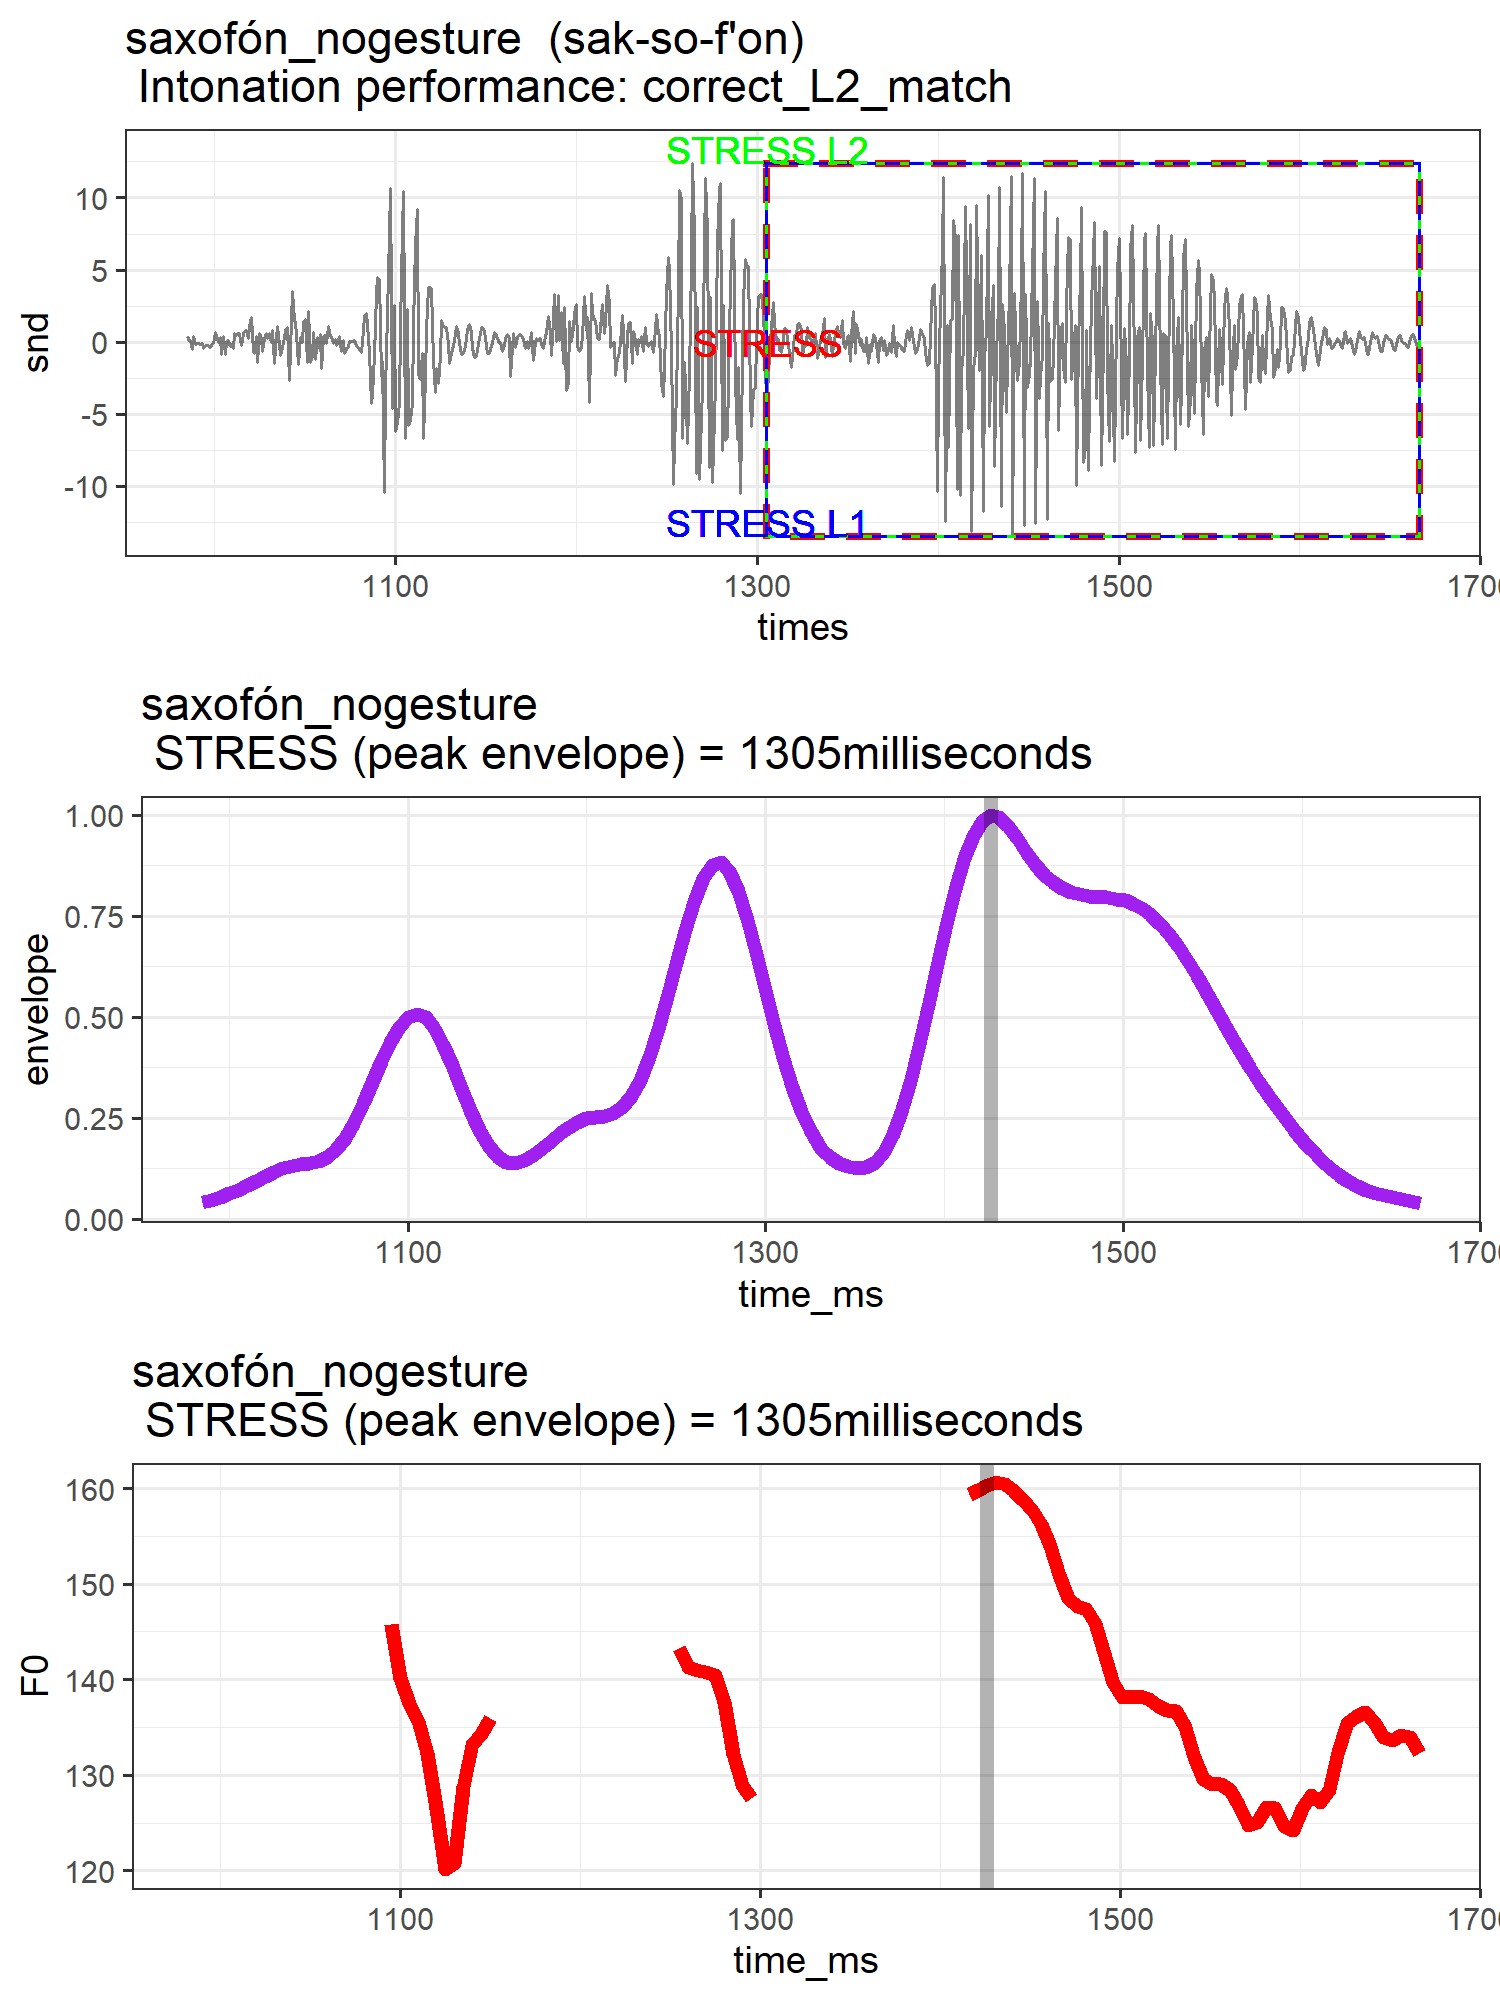 saxofón_nogesture  (sak-so-f'on)
Intonation performance: correct_L2_match
STRESS L2
10
5
0
-5
-10
snd
STRESS
STRESS L1
1100
1300
1500
170
times
saxofón_nogesture
STRESS (peak envelope) = 1305milliseconds
1.00
0.75
0.50
0.25
0.00
envelope
1100
1300
1500
170
time_ms
saxofón_nogesture
STRESS (peak envelope) = 1305milliseconds
160
150
140
130
120
F0
1100
1300
1500
170
time_ms